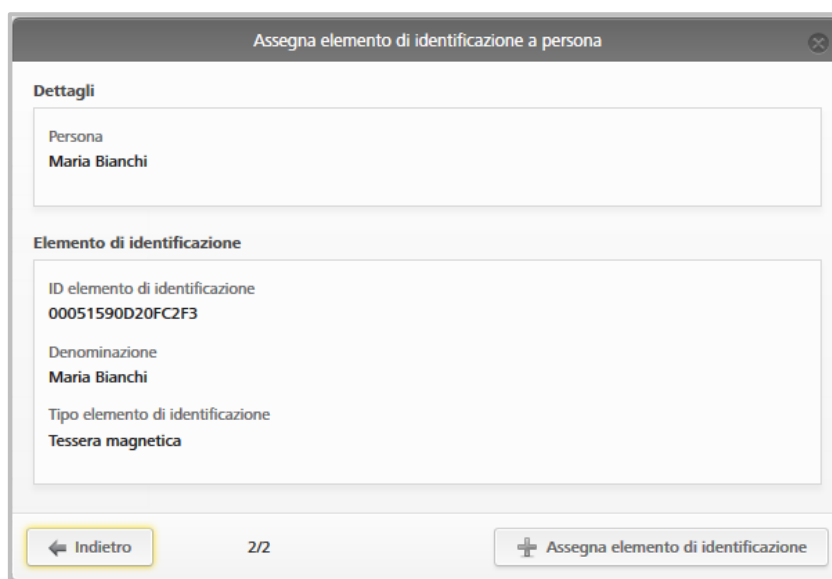 Assegna elemento di identificazione a persona
Dettagli
Persona
Maria Bianchi
Elemento di identificazione
ID elemento di identificazione
00051590D20FC2F3
Denominazione
Maria Bianchi
Tipo elemento di identificazione
Tessera magnetica
Indietro
2/2
Assegna elemento di identificazione